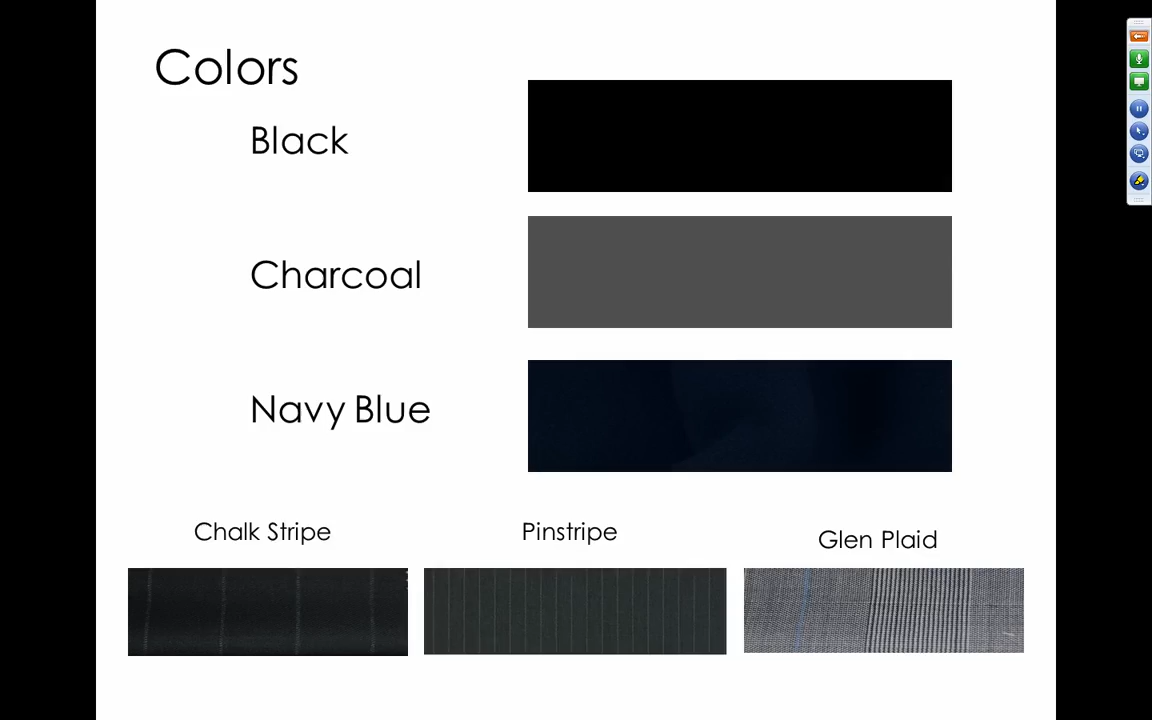 Colors
Black
Charcoal
Navy Blue
Chalk Stripe
Pinstripe
Glen Plaid